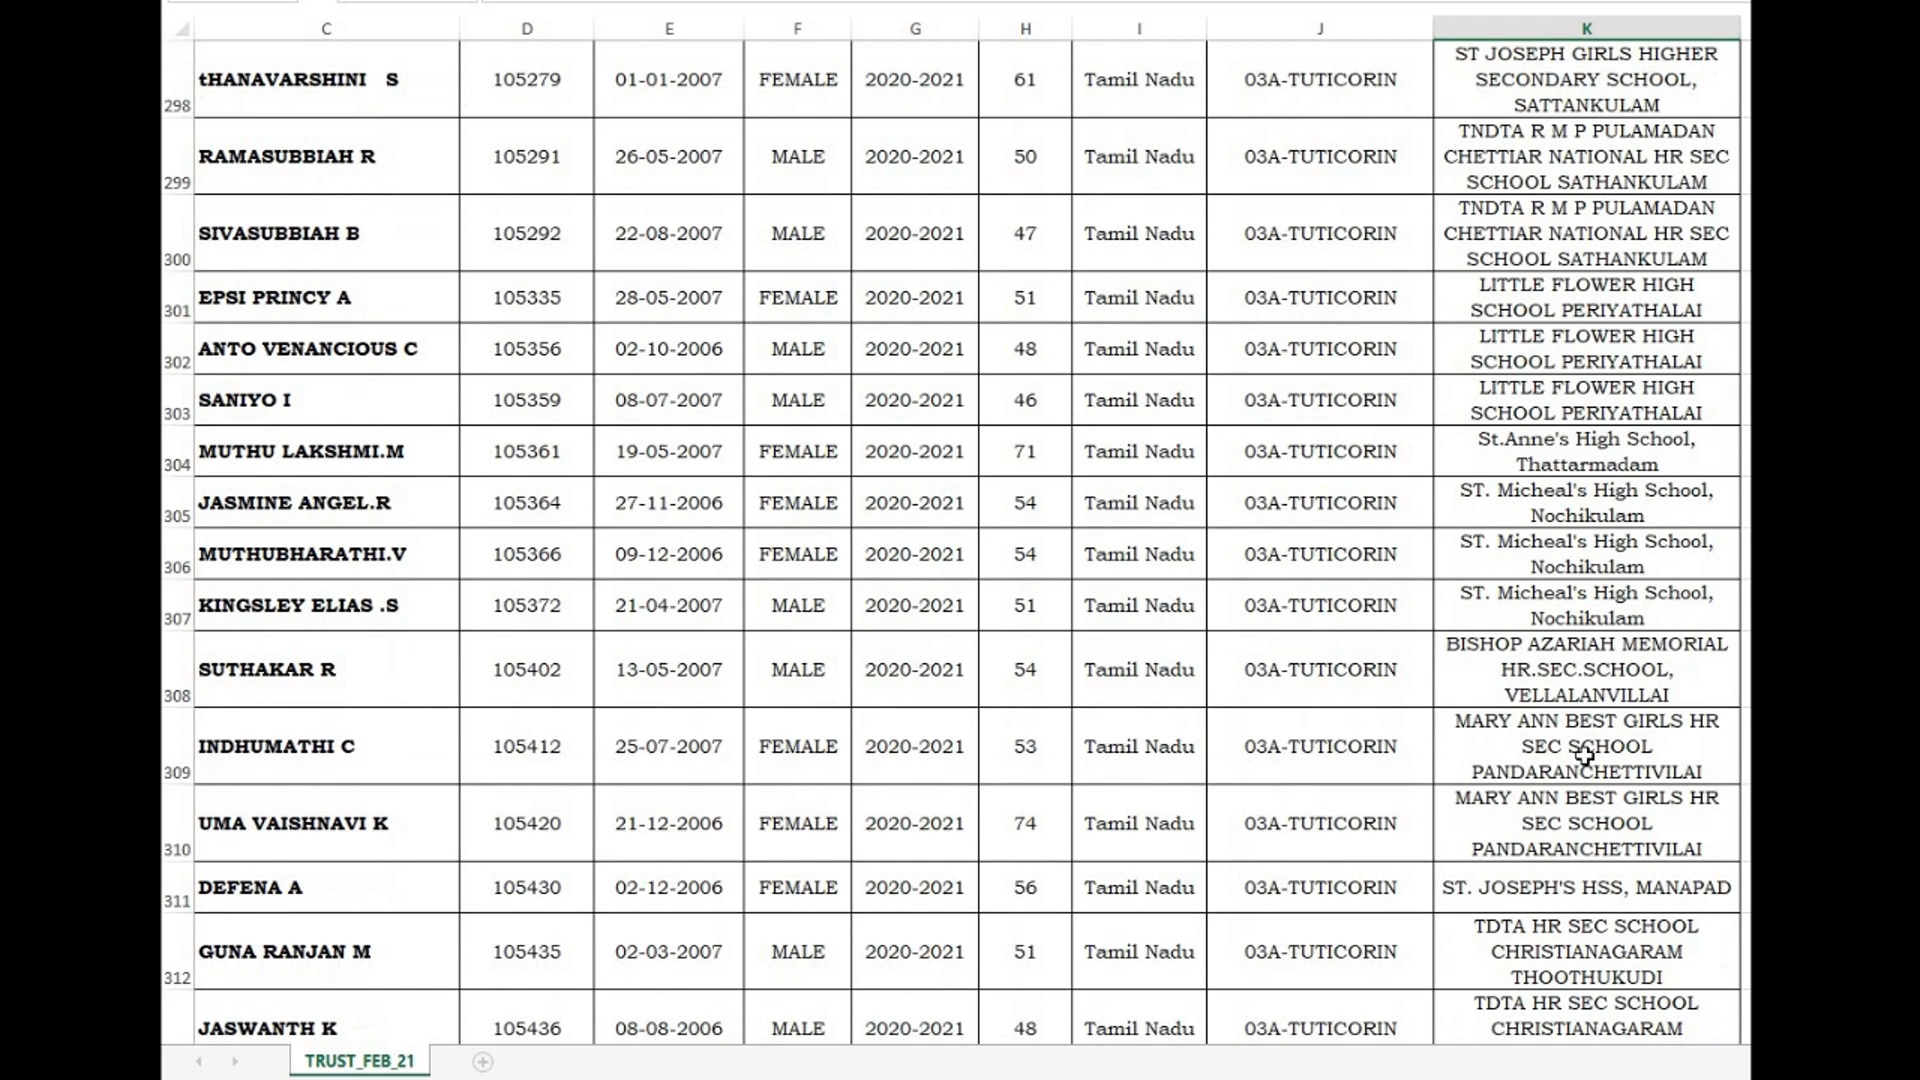 C D E F G H I J K
298 tHANAVARSHINI S 105279 01-01-2007 FEMALE 2020-2021 61 Tamil Nadu 03A-TUTICORIN ST JOSEPH GIRLS HIGHER
SECONDARY SCHOOL,
SATTANKULAM
299 RAMASUBBIAH R 105291 26-05-2007 MALE 2020-2021 50 Tamil Nadu 03A-TUTICORIN TNDTA R M P PULAMADAN
CHETTIAR NATIONAL HR SEC
SCHOOL SATHANKULAM
300 SIVASUBBIAH B 105292 22-08-2007 MALE 2020-2021 47 Tamil Nadu 03A-TUTICORIN TNDTA R M P PULAMADAN
CHETTIAR NATIONAL HR SEC
SCHOOL SATHANKULAM
301 EPSI PRINCY A 105335 28-05-2007 FEMALE 2020-2021 51 Tamil Nadu 03A-TUTICORIN LITTLE FLOWER HIGH
SCHOOL PERIYATHALAI
302 ANTO VENANCIOUS C 105356 02-10-2006 MALE 2020-2021 48 Tamil Nadu 03A-TUTICORIN LITTLE FLOWER HIGH
SCHOOL PERIYATHALAI
303 SANIYO I 105359 08-07-2007 MALE 2020-2021 46 Tamil Nadu 03A-TUTICORIN LITTLE FLOWER HIGH
SCHOOL PERIYATHALAI
304 MUTHU LAKSHMI.M 105361 19-05-2007 FEMALE 2020-2021 71 Tamil Nadu 03A-TUTICORIN St.Anne's High School,
Thattarmadam
305 JASMINE ANGEL.R 105364 27-11-2006 FEMALE 2020-2021 54 Tamil Nadu 03A-TUTICORIN ST. Micheal's High School,
Nochikulam
306 MUTHUBHARATHI.V 105366 09-12-2006 FEMALE 2020-2021 54 Tamil Nadu 03A-TUTICORIN ST. Micheal's High School,
Nochikulam
307 KINGSLEY ELIAS .S 105372 21-04-2007 MALE 2020-2021 51 Tamil Nadu 03A-TUTICORIN ST. Micheal's High School,
Nochikulam
308 SUTHAKAR R 105402 13-05-2007 MALE 2020-2021 54 Tamil Nadu 03A-TUTICORIN BISHOP AZARIAH MEMORIAL
HR.SEC.SCHOOL,
VELLALANVILLAI
309 INDHUMATHI C 105412 25-07-2007 FEMALE 2020-2021 53 Tamil Nadu 03A-TUTICORIN MARY ANN BEST GIRLS HR
SEC SCHOOL
PANDARANCHETTIVILAI
310 UMA VAISHNAVI K 105420 21-12-2006 FEMALE 2020-2021 74 Tamil Nadu 03A-TUTICORIN MARY ANN BEST GIRLS HR
SEC SCHOOL
PANDARANCHETTIVILAI
311 DEFENA A 105430 02-12-2006 FEMALE 2020-2021 56 Tamil Nadu 03A-TUTICORIN ST. JOSEPH'S HSS, MANAPAD
312 GUNA RANJAN M 105435 02-03-2007 MALE 2020-2021 51 Tamil Nadu 03A-TUTICORIN TDTA HR SEC SCHOOL
CHRISTIANAGARAM
THOOTHUKUDI
JASWANTH K 105436 08-08-2006 MALE 2020-2021 48 Tamil Nadu 03A-TUTICORIN TDTA HR SEC SCHOOL
CHRISTIANAGARAM
TRUST_FEB_21